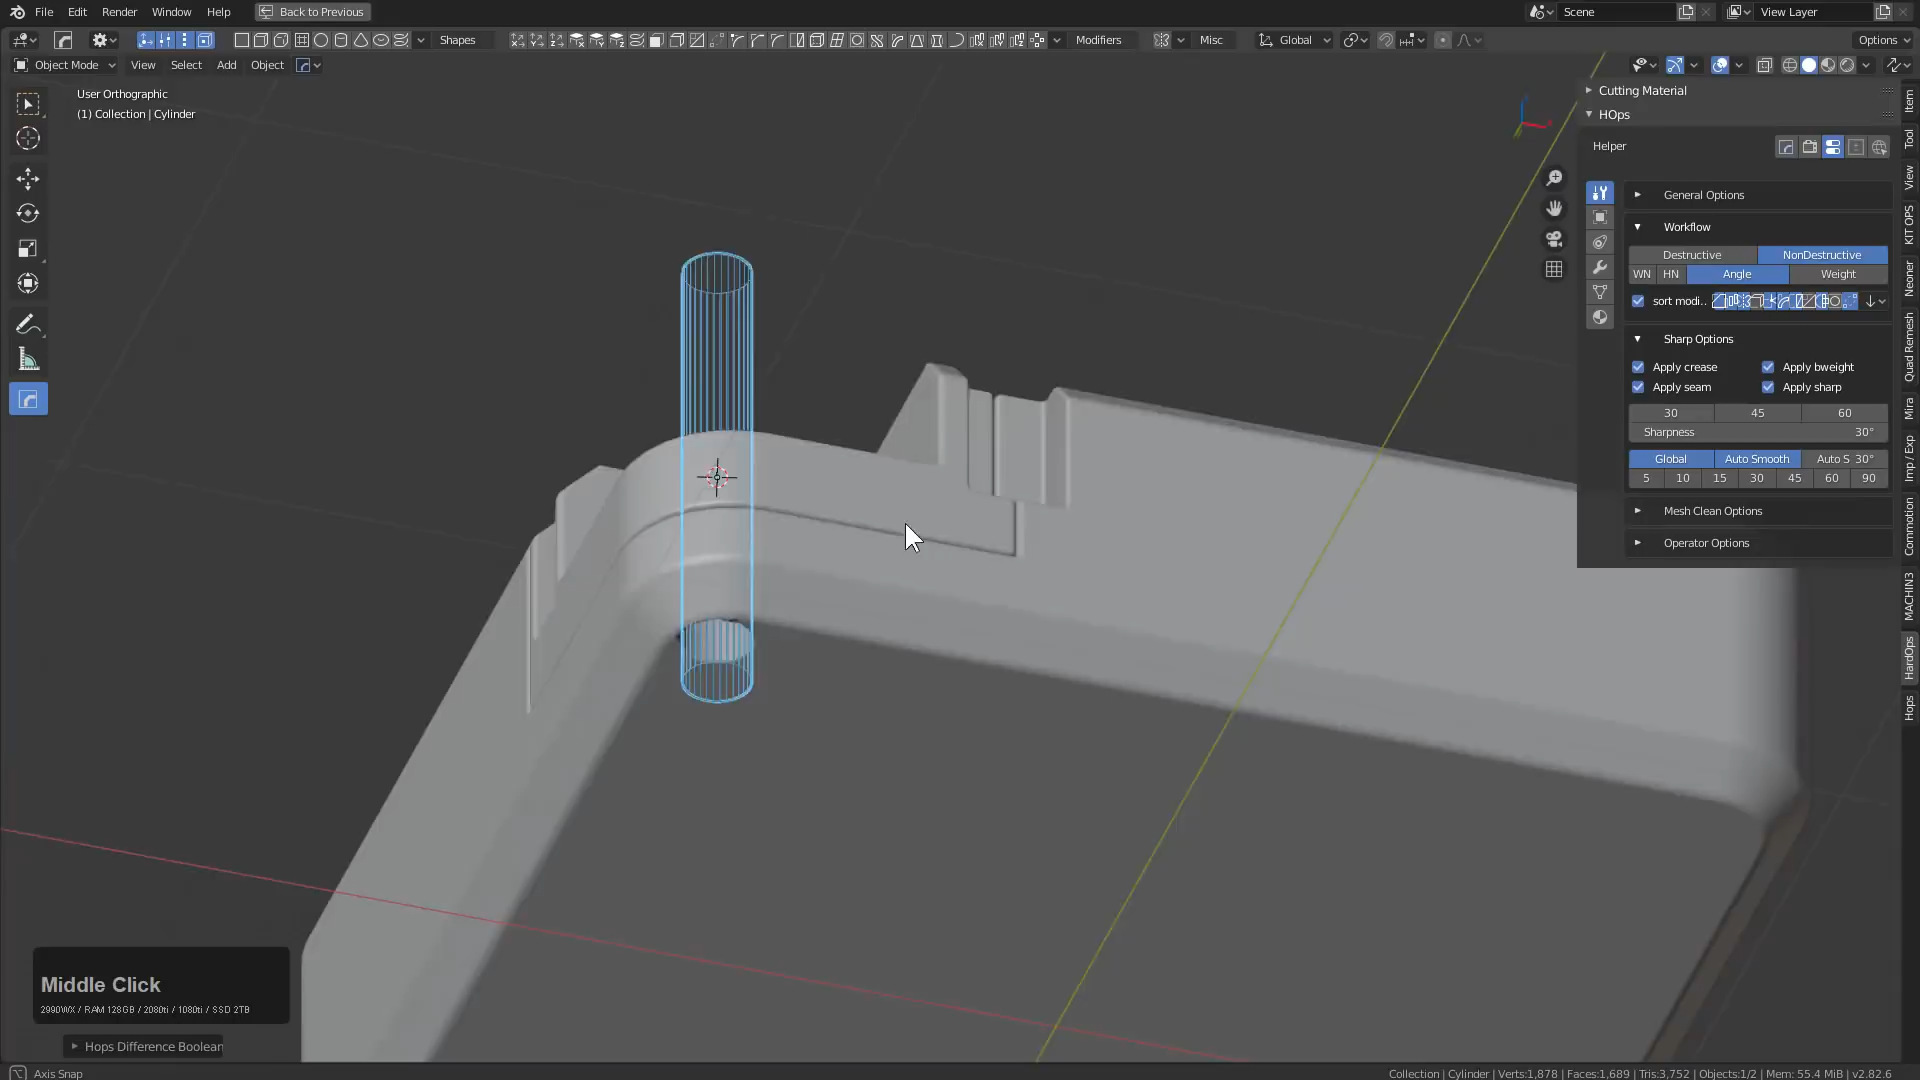 File Edit Render Window Help Back to Previous Scene View Layer
Shapes Modifiers Misc Global Options
Object Mode View Select Add Object
User Orthographic
(1) Collection | Cylinder
Cutting Material
HOps
Helper
General Options
Workflow
Destructive NonDestructive
WN HN Angle Weight
sort modi..
Sharp Options
Apply crease Apply bweight
Apply seam Apply sharp
30 45 60
Sharpness 30°
Global Auto Smooth Auto S 30°
5 10 15 30 45 60 90
Mesh Clean Options
Operator Options
Item
Tool
View
KIT OPS
Neoner
Quad Remesh
Mira
Imp / Exp
Commotion
MACHIN3
HardOps
Hops
Middle Click
2990WX / RAM 128GB / 2080ti / 1080ti / SSD 2TB
Hops Difference Boolean
Axis Snap
Collection | Cylinder | Verts:1,878 | Faces:1,689 | Tris:3,752 | Objects:1/2 | Mem: 55.4 MiB | v2.82.6